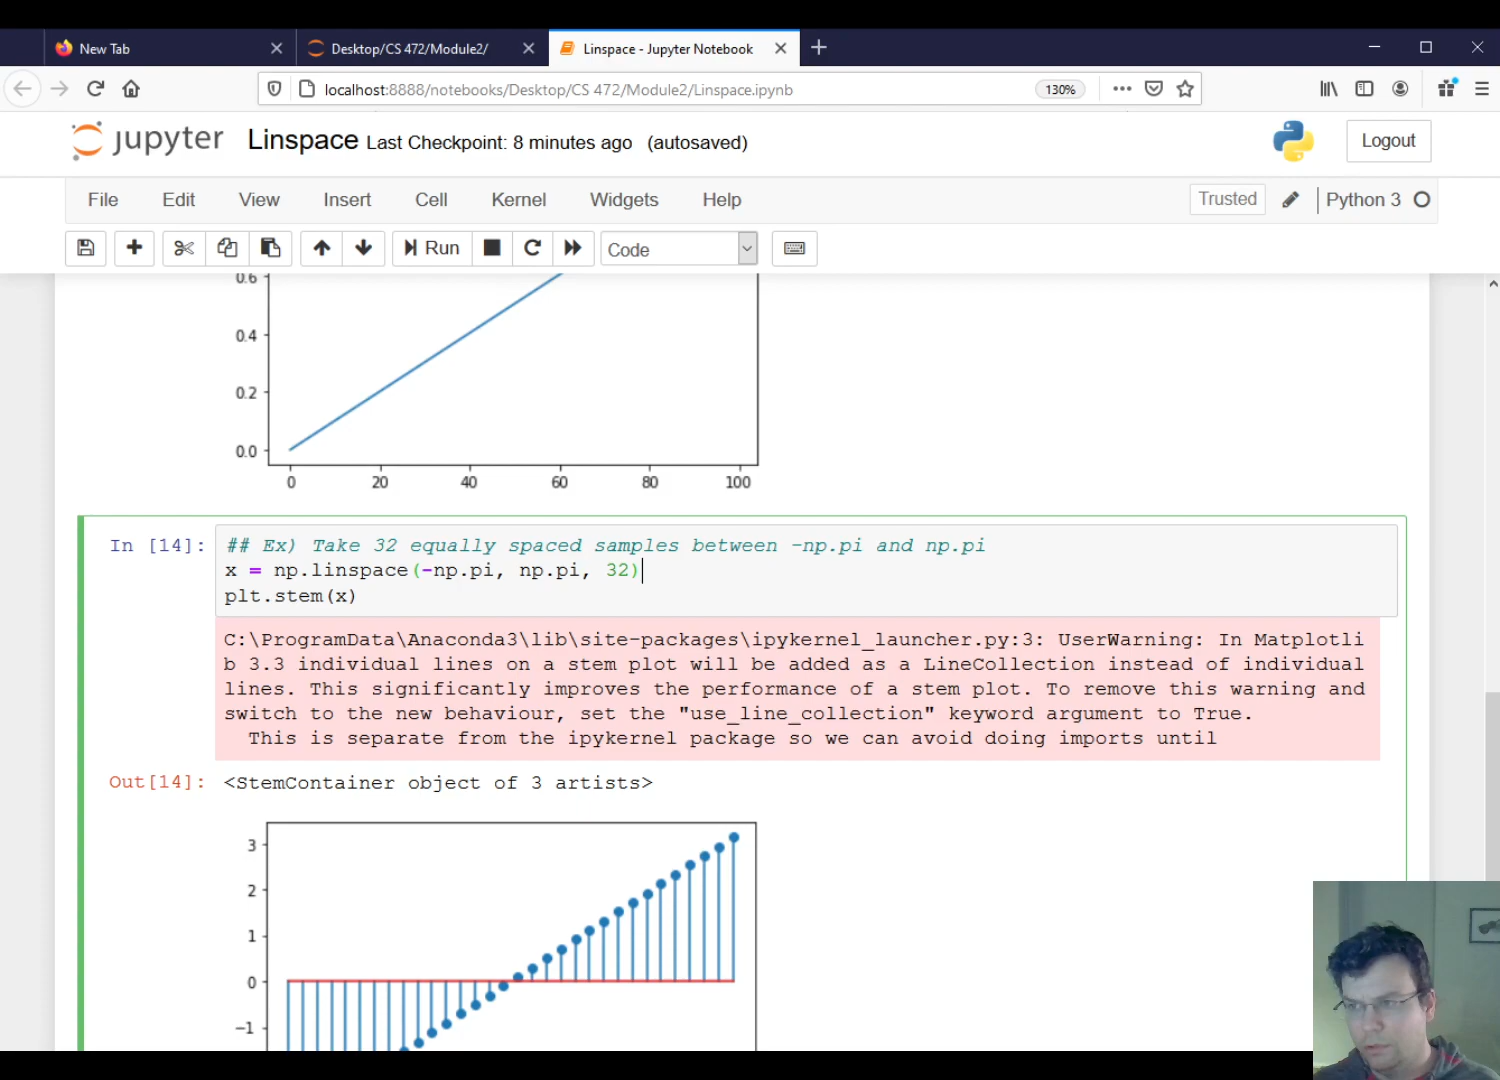 New Tab
Desktop/CS 472/Module2/
Linspace - Jupyter Notebook
localhost:8888/notebooks/Desktop/CS 472/Module2/Linspace.ipynb
130%
jupyter Linspace Last Checkpoint: 8 minutes ago (autosaved)
Logout
File Edit View Insert Cell Kernel Widgets Help
Trusted
Python 3
Run
Code
0.6
0.4
0.2
0.0
0 20 40 60 80 100
In [14]:
## Ex) Take 32 equally spaced samples between -np.pi and np.pi
x = np.linspace(-np.pi, np.pi, 32)
plt.stem(x)
C:\ProgramData\Anaconda3\lib\site-packages\ipykernel_launcher.py:3: UserWarning: In Matplotli
b 3.3 individual lines on a stem plot will be added as a LineCollection instead of individual
lines. This significantly improves the performance of a stem plot. To remove this warning and
switch to the new behaviour, set the "use_line_collection" keyword argument to True.
This is separate from the ipykernel package so we can avoid doing imports until
Out[14]: <StemContainer object of 3 artists>
3
2
1
0
−1